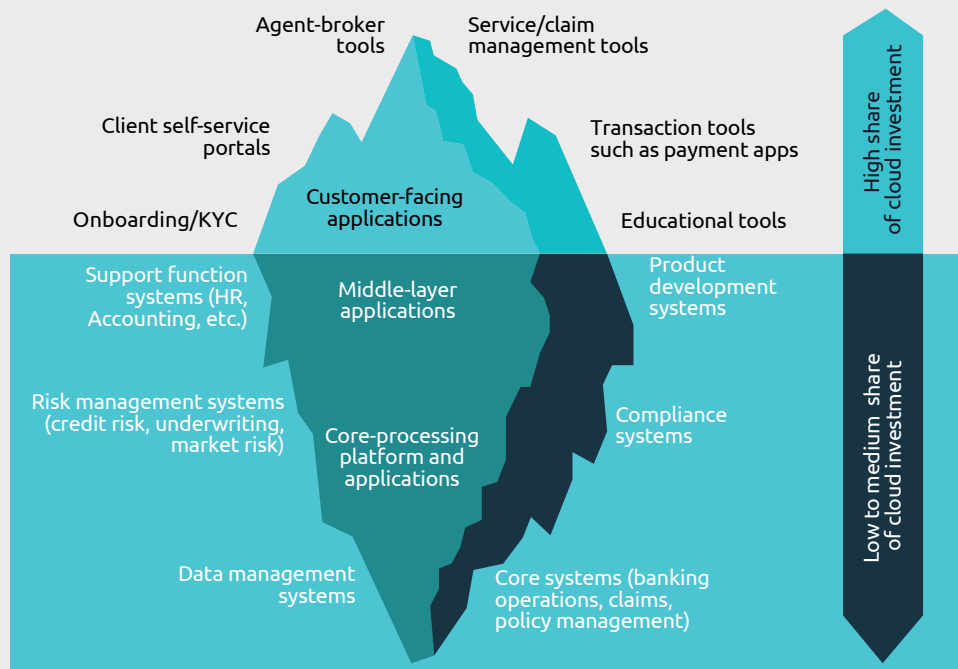 Agent-broker
tools
Service/claim
management tools
Client self-service
portals
Transaction tools
such as payment apps
Customer-facing
applications
Onboarding/KYC
Educational tools
High share
of cloud investment
Support function
systems (HR,
Accounting, etc.)
Middle-layer
applications
Product
development
systems
Risk management systems
(credit risk, underwriting,
market risk)
Core-processing
platform and
applications
Compliance
systems
Low to medium share
of cloud investment
Data management
systems
Core systems (banking
operations, claims,
policy management)